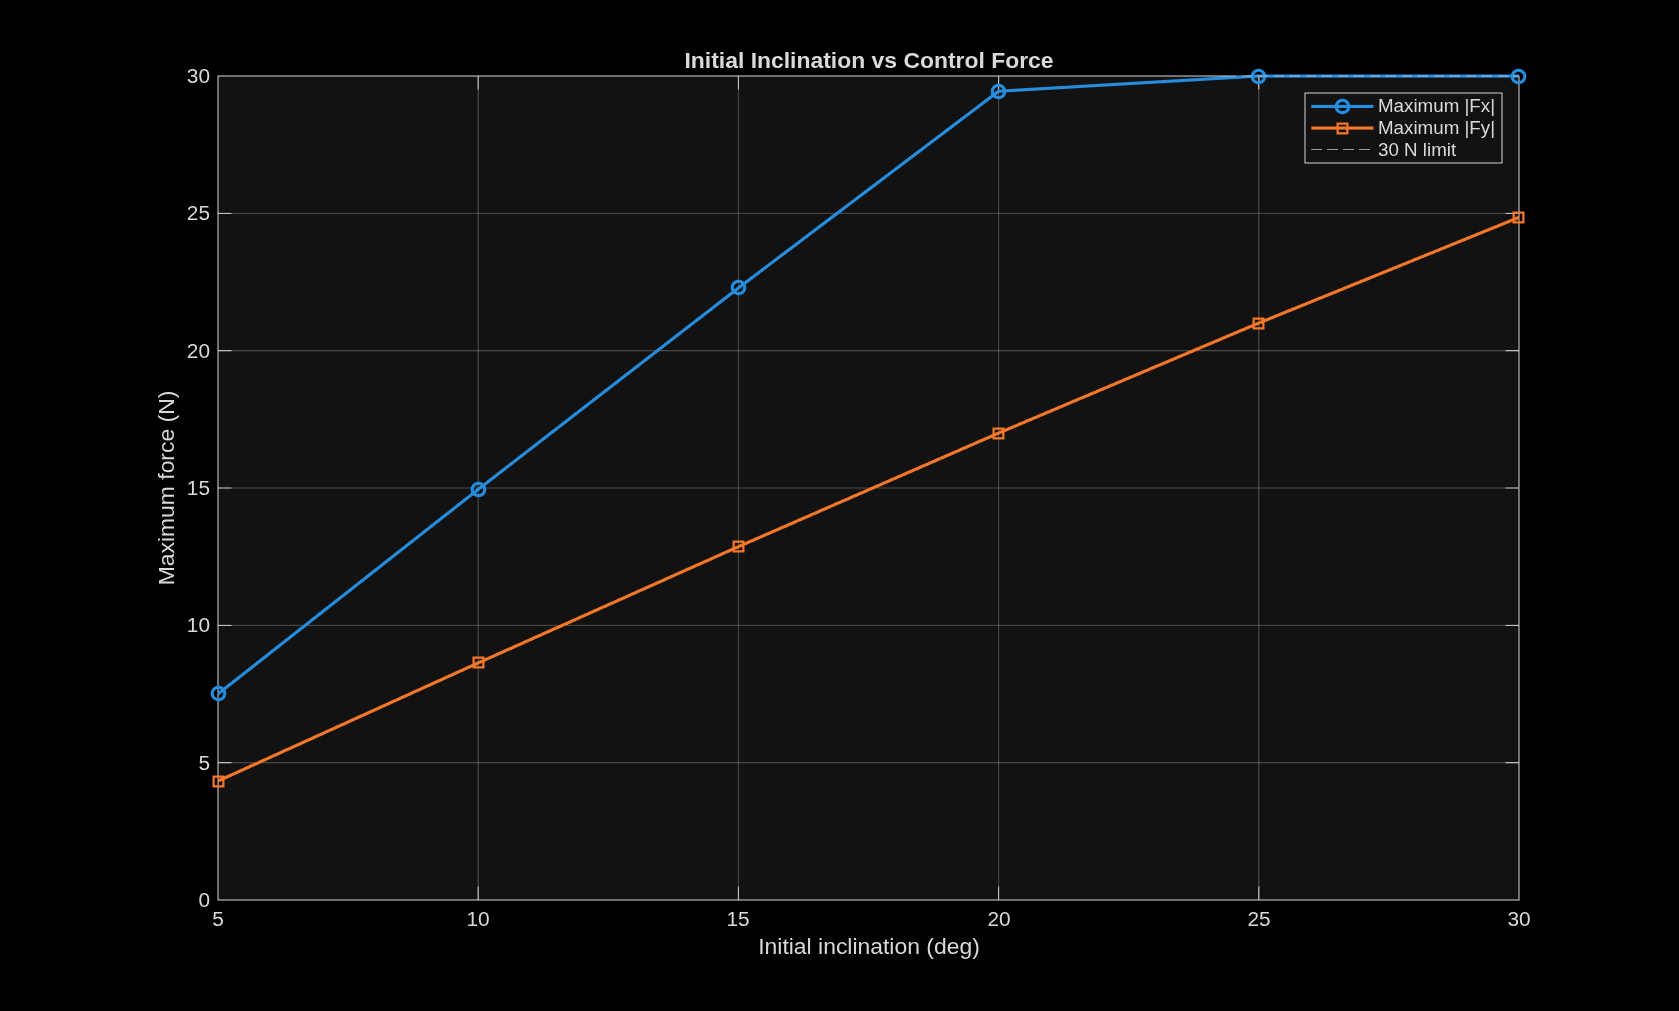 Initial Inclination vs Control Force
30
25
20
15
10
5
0
Maximum force (N)
Maximum |Fx|
Maximum |Fy|
30 N limit
5 10 15 20 25 30
Initial inclination (deg)